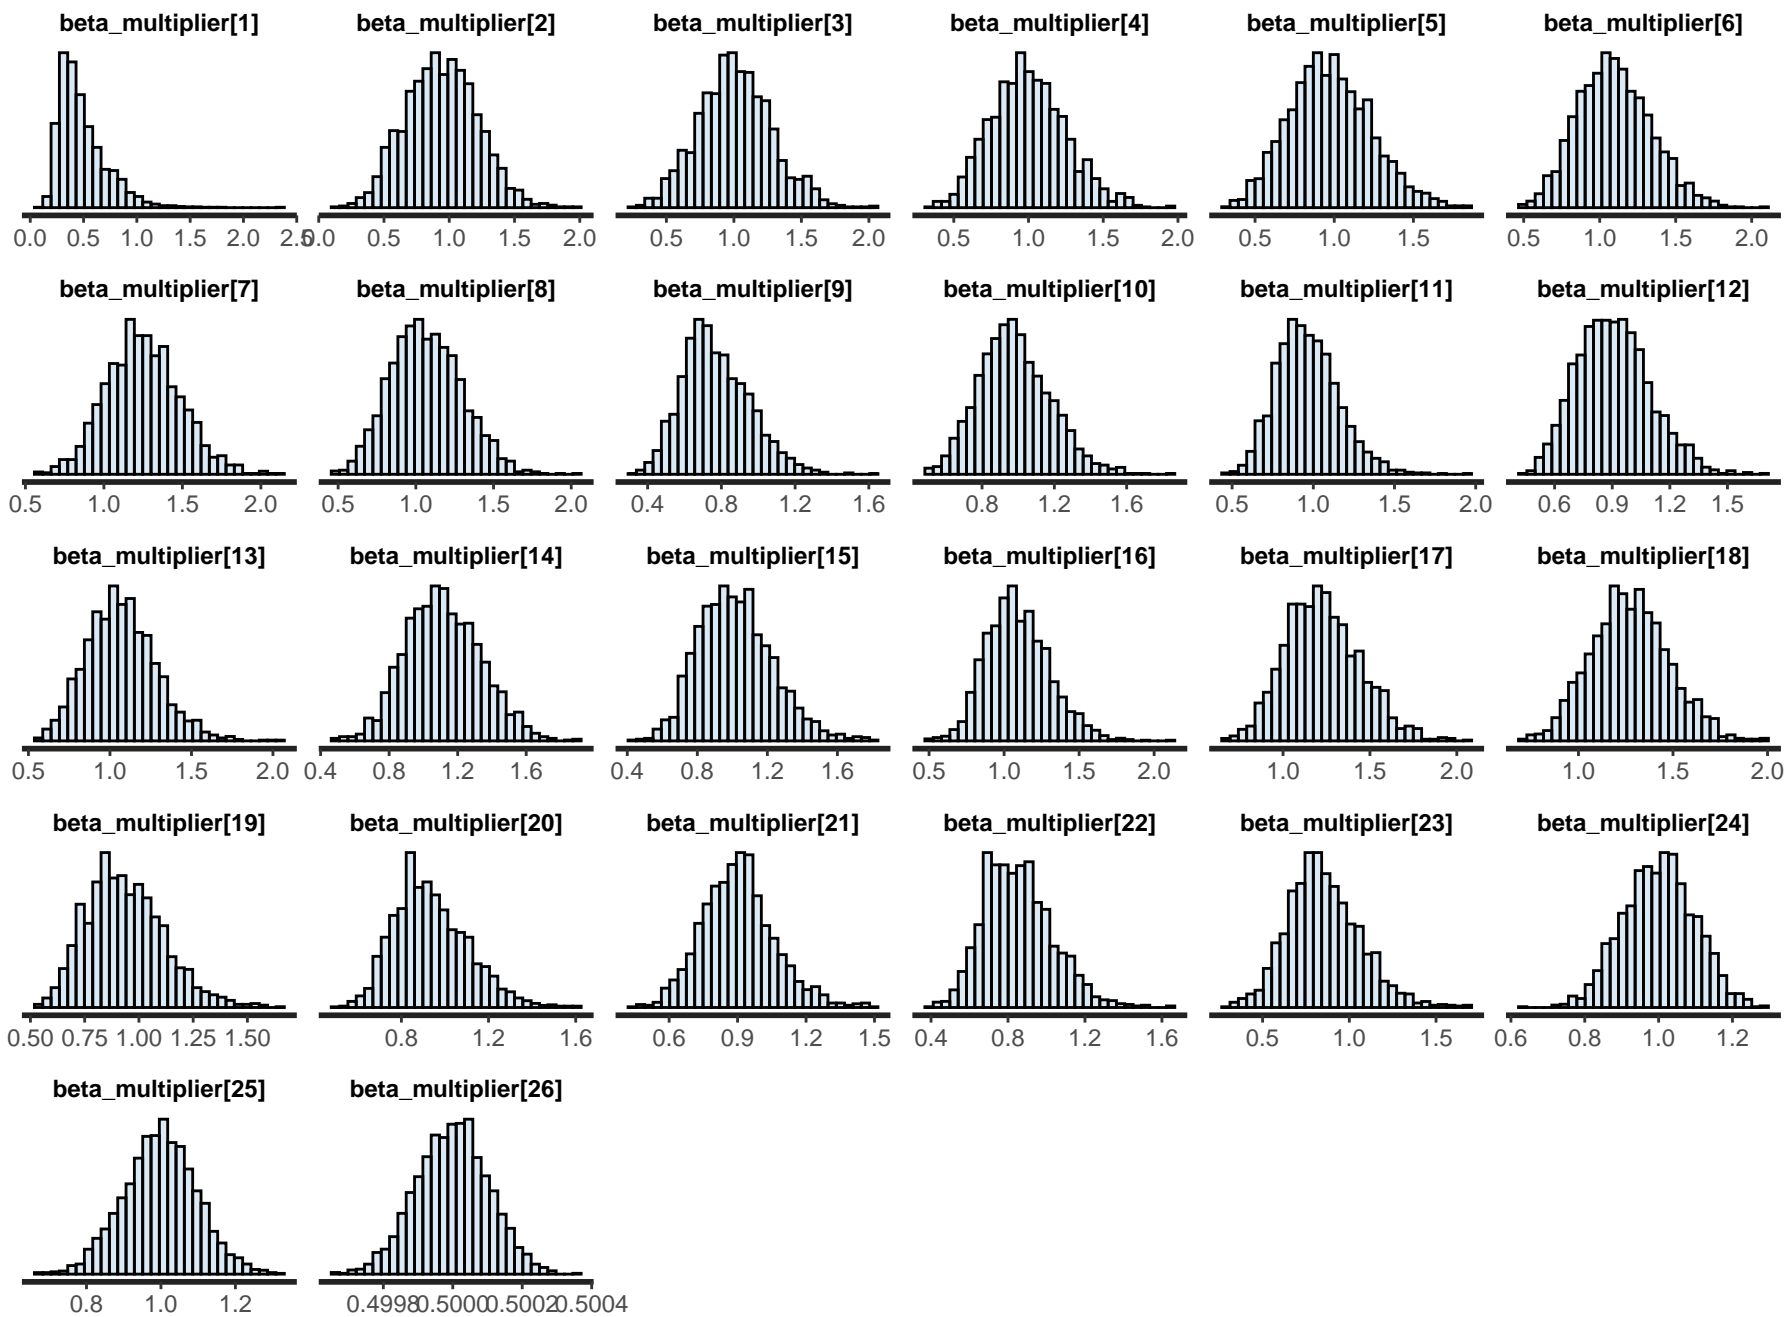 beta_multiplier[1] beta_multiplier[2] beta_multiplier[3] beta_multiplier[4] beta_multiplier[5] beta_multiplier[6]
0.0 0.5 1.0 1.5 2.0 2.5 0.0 0.5 1.0 1.5 2.0 0.5 1.0 1.5 2.0 0.5 1.0 1.5 2.0 0.5 1.0 1.5 0.5 1.0 1.5 2.0
beta_multiplier[7] beta_multiplier[8] beta_multiplier[9] beta_multiplier[10] beta_multiplier[11] beta_multiplier[12]
0.5 1.0 1.5 2.0 0.5 1.0 1.5 2.0 0.4 0.8 1.2 1.6 0.8 1.2 1.6 0.5 1.0 1.5 2.0 0.6 0.9 1.2 1.5
beta_multiplier[13] beta_multiplier[14] beta_multiplier[15] beta_multiplier[16] beta_multiplier[17] beta_multiplier[18]
0.5 1.0 1.5 2.0 0.4 0.8 1.2 1.6 0.4 0.8 1.2 1.6 0.5 1.0 1.5 2.0 1.0 1.5 2.0 1.0 1.5 2.0
beta_multiplier[19] beta_multiplier[20] beta_multiplier[21] beta_multiplier[22] beta_multiplier[23] beta_multiplier[24]
0.50 0.75 1.00 1.25 1.50 0.8 1.2 1.6 0.6 0.9 1.2 1.5 0.4 0.8 1.2 1.6 0.5 1.0 1.5 0.6 0.8 1.0 1.2
beta_multiplier[25] beta_multiplier[26]
0.8 1.0 1.2 0.4998 0.5000 0.5002 0.5004